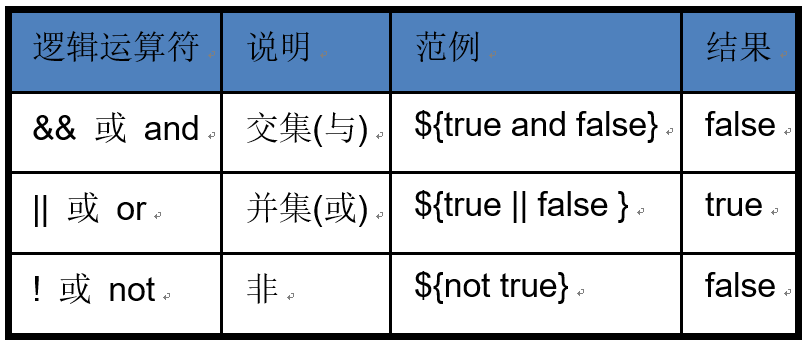 逻辑运算符 说明 范例 结果
&& 或 and 交集(与) ${true and false} false
|| 或 or 并集(或) ${true || false } true
! 或 not 非 ${not true} false